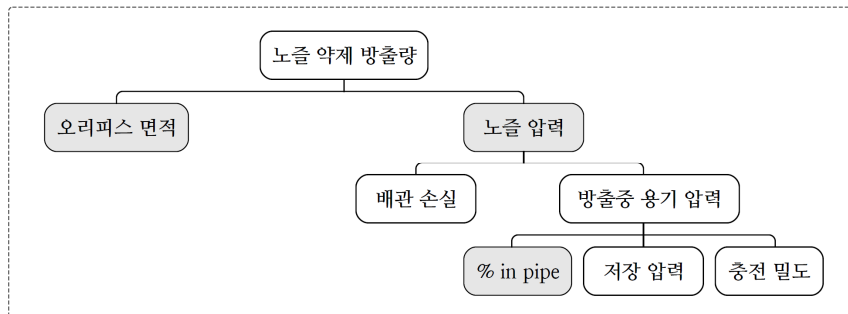 노즐 약제 방출량
오리피스 면적
노즐 압력
배관 손실
방출중 용기 압력
% in pipe
저장 압력
충전 밀도